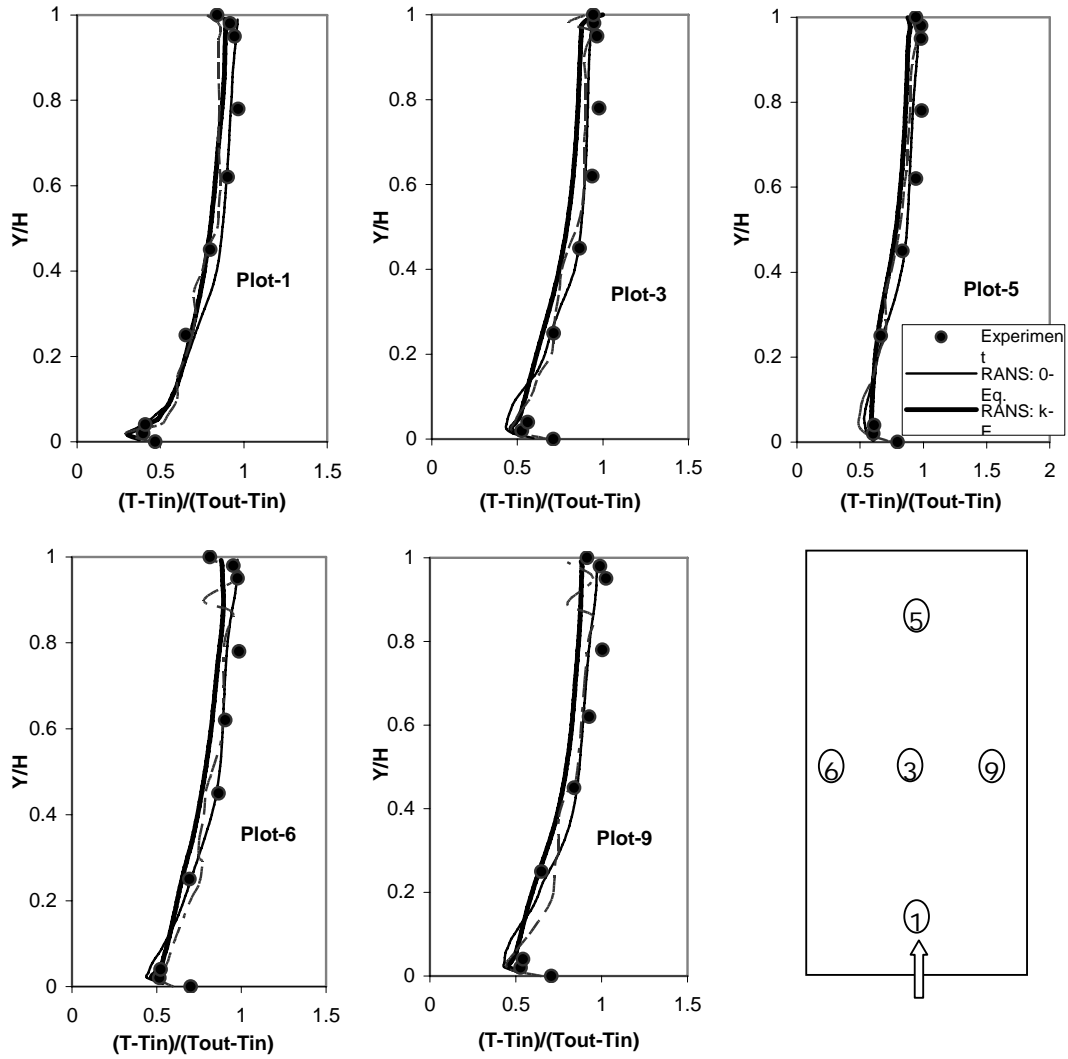 1
0.8
0.6
0.4
0.2
0
Y/H
Plot-1
0 0.5 1 1.5
(T-Tin)/(Tout-Tin)
1
0.8
0.6
0.4
0.2
0
Y/H
Plot-3
0 0.5 1 1.5
(T-Tin)/(Tout-Tin)
1
0.8
0.6
0.4
0.2
0
Y/H
Plot-5
Experimen
t
RANS: 0-
Eq.
RANS: k-
0 0.5 1 1.5 2
(T-Tin)/(Tout-Tin)
1
0.8
0.6
0.4
0.2
0
Y/H
Plot-6
0 0.5 1 1.5
(T-Tin)/(Tout-Tin)
1
0.8
0.6
0.4
0.2
0
Y/H
Plot-9
0 0.5 1 1.5
(T-Tin)/(Tout-Tin)
5
6 3 9
1